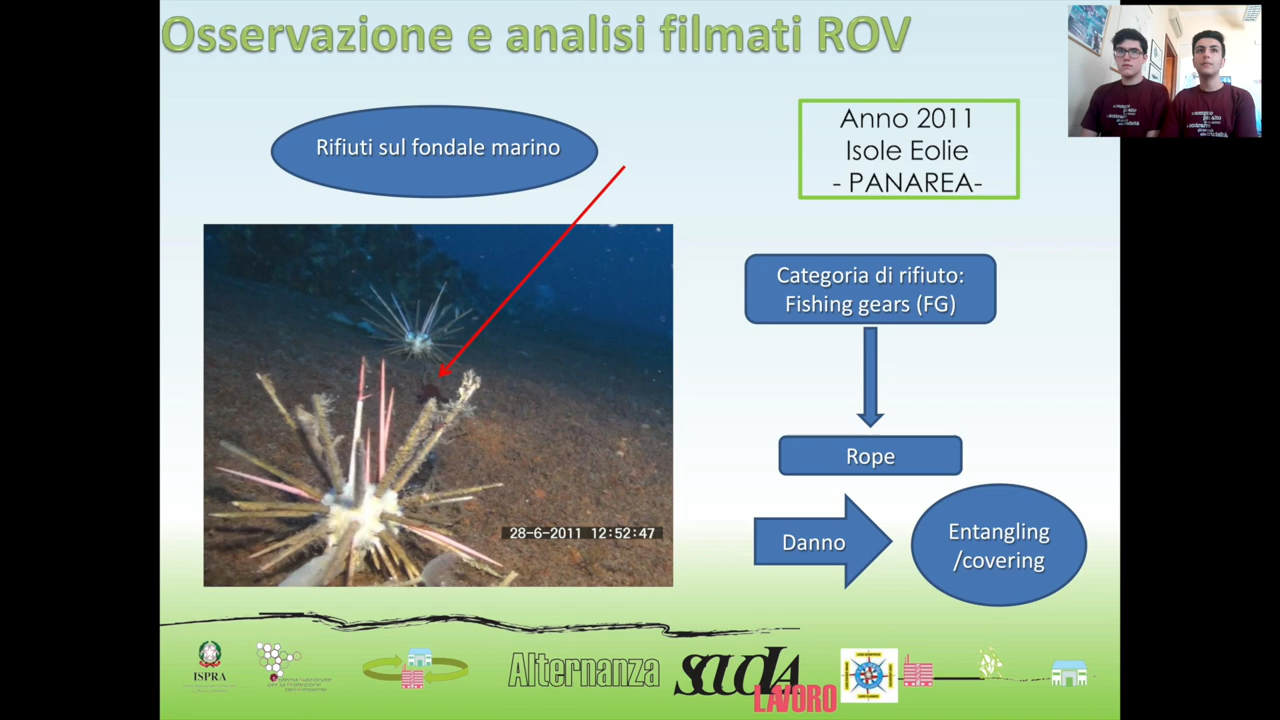 Osservazione e analisi filmati ROV
Rifiuti sul fondale marino
Anno 2011
Isole Eolie
- PANAREA-
Categoria di rifiuto:
Fishing gears (FG)
Rope
28-6-2011 12:52:47
Danno
Entangling
/covering
ISPRA
Alternanza
scuola
LAVORO